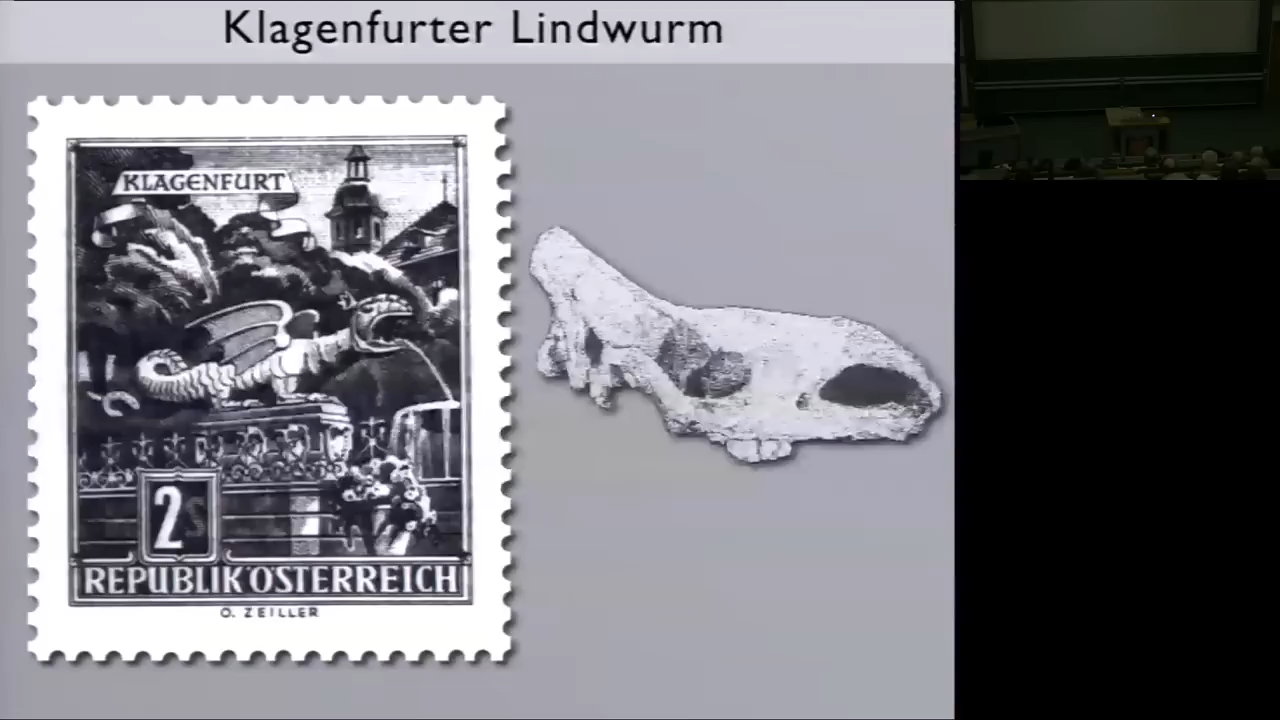 Klagenfurter Lindwurm
KLAGENFURT
2s
REPUBLIK ÖSTERREICH
O. ZEILLER